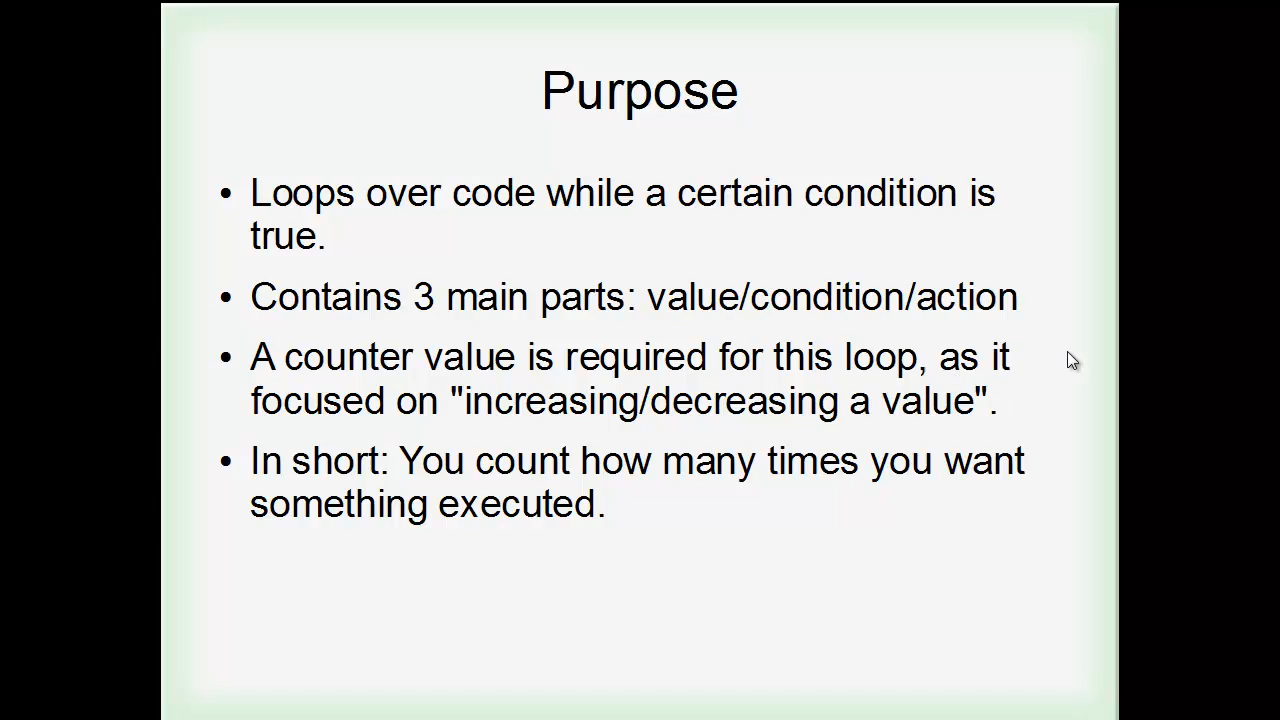 Purpose
• Loops over code while a certain condition is
true.
• Contains 3 main parts: value/condition/action
• A counter value is required for this loop, as it
focused on "increasing/decreasing a value".
• In short: You count how many times you want
something executed.